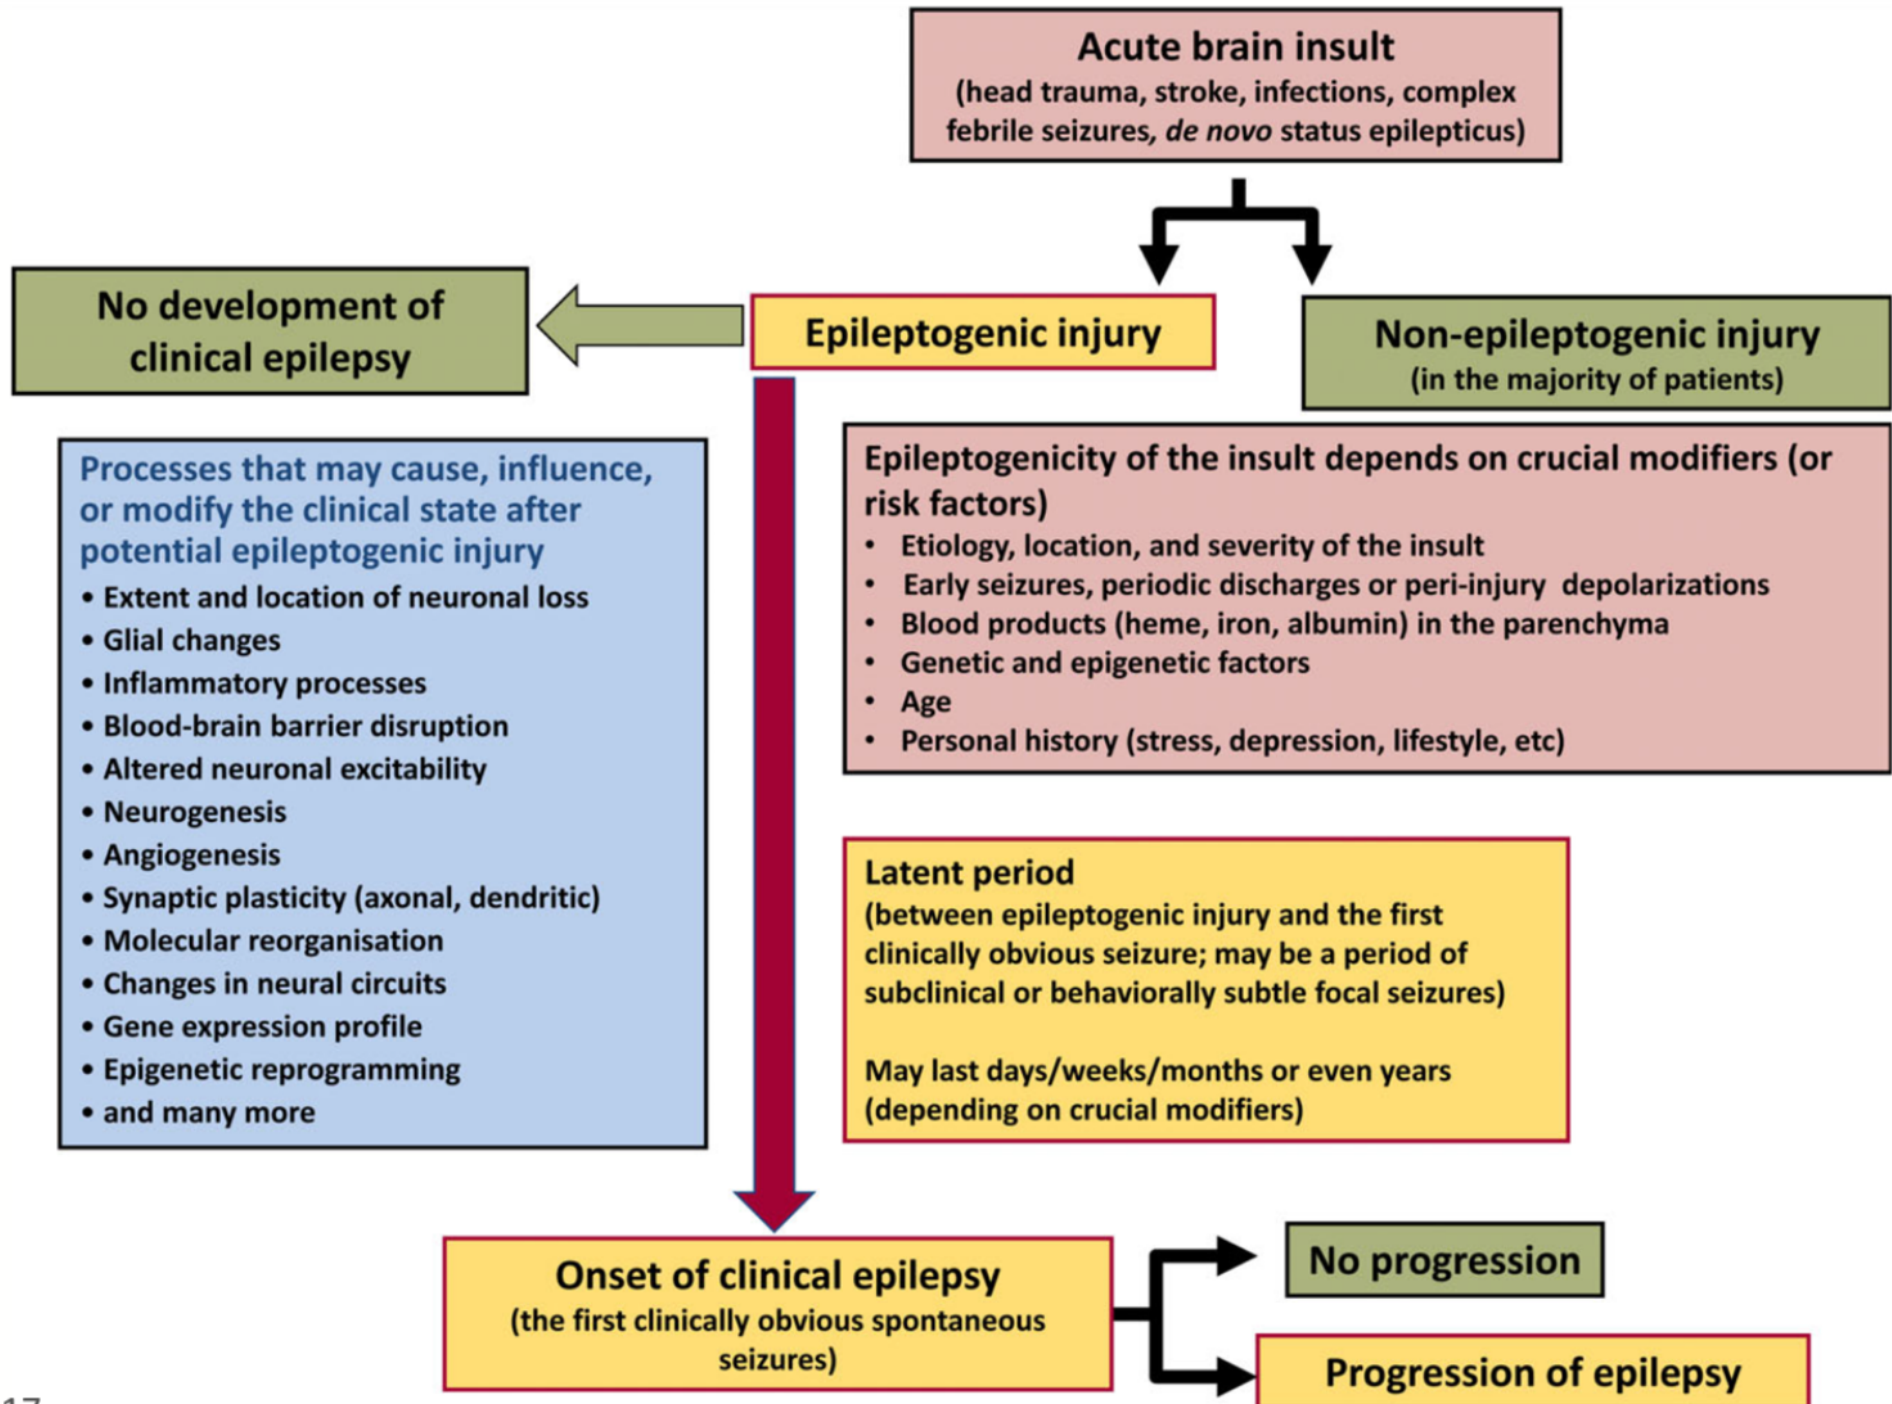 Acute brain insult
(head trauma, stroke, infections, complex
febrile seizures, de novo status epilepticus)
No development of
clinical epilepsy
Epileptogenic injury
Non-epileptogenic injury
(in the majority of patients)
Processes that may cause, influence,
or modify the clinical state after
potential epileptogenic injury
• Extent and location of neuronal loss
• Glial changes
• Inflammatory processes
• Blood-brain barrier disruption
• Altered neuronal excitability
• Neurogenesis
• Angiogenesis
• Synaptic plasticity (axonal, dendritic)
• Molecular reorganisation
• Changes in neural circuits
• Gene expression profile
• Epigenetic reprogramming
• and many more
Epileptogenicity of the insult depends on crucial modifiers (or
risk factors)
• Etiology, location, and severity of the insult
• Early seizures, periodic discharges or peri-injury depolarizations
• Blood products (heme, iron, albumin) in the parenchyma
• Genetic and epigenetic factors
• Age
• Personal history (stress, depression, lifestyle, etc)
Latent period
(between epileptogenic injury and the first
clinically obvious seizure; may be a period of
subclinical or behaviorally subtle focal seizures)
May last days/weeks/months or even years
(depending on crucial modifiers)
Onset of clinical epilepsy
(the first clinically obvious spontaneous
seizures)
No progression
Progression of epilepsy